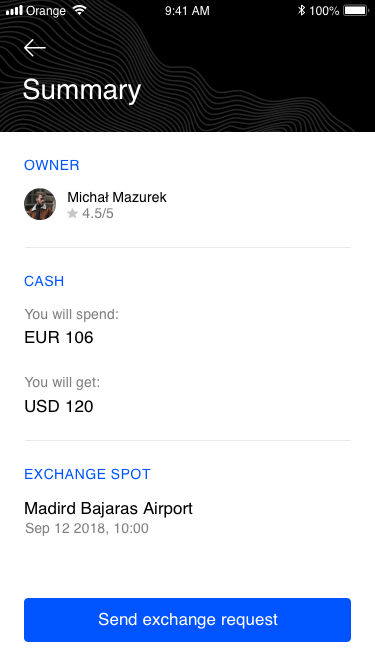 Orange 9:41 AM 100%
Summary
OWNER
Michał Mazurek
4.5/5
CASH
You will spend:
EUR 106
You will get:
USD 120
EXCHANGE SPOT
Madird Bajaras Airport
Sep 12 2018, 10:00
Send exchange request